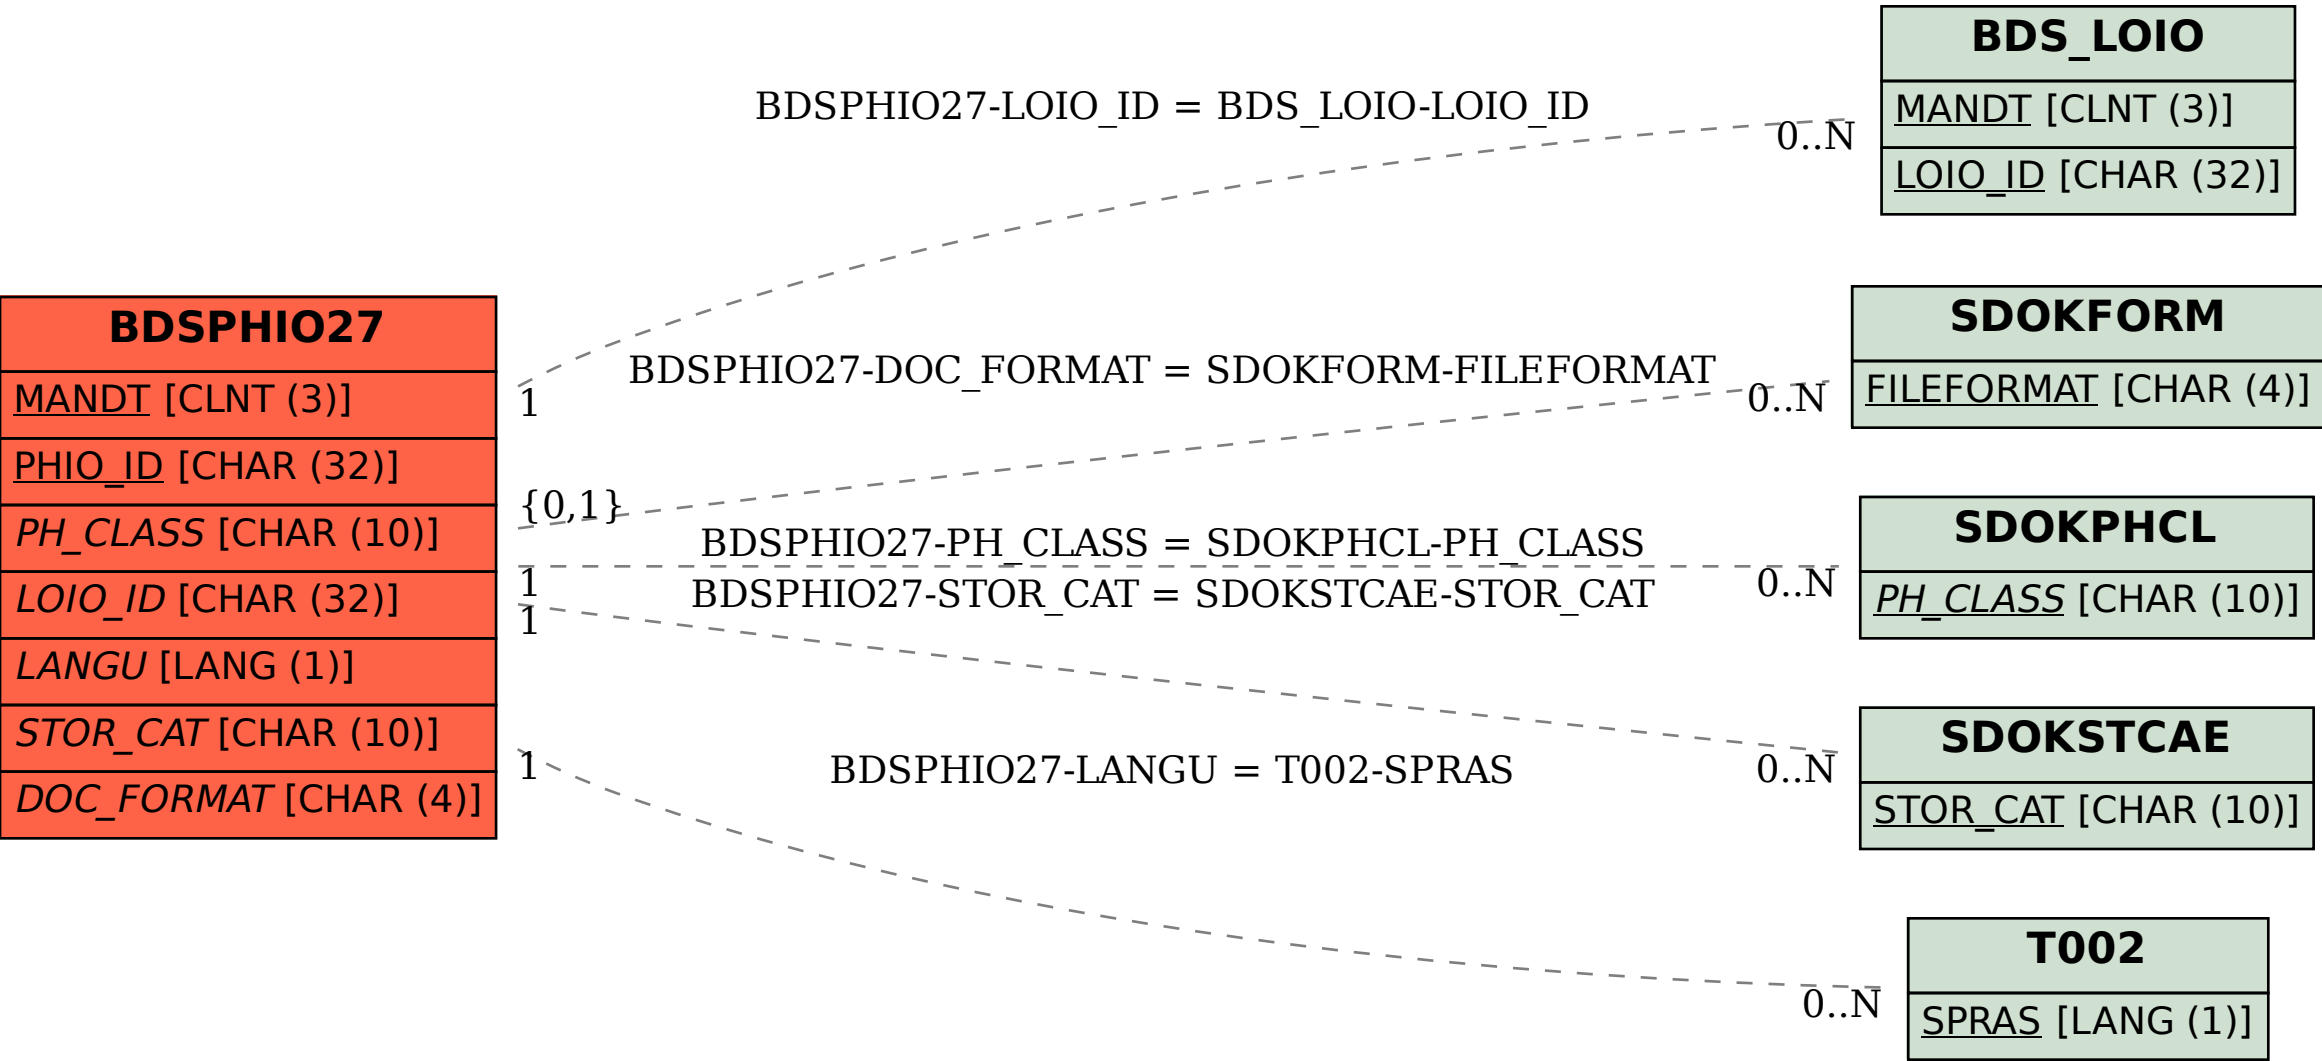 BDSPHIO27
MANDT [CLNT (3)]
PHIO_ID [CHAR (32)]
PH_CLASS [CHAR (10)]
LOIO_ID [CHAR (32)]
LANGU [LANG (1)]
STOR_CAT [CHAR (10)]
DOC_FORMAT [CHAR (4)]
BDSPHIO27-LOIO_ID = BDS_LOIO-LOIO_ID
1
0..N
BDSPHIO27-DOC_FORMAT = SDOKFORM-FILEFORMAT
{0,1}
0..N
BDSPHIO27-PH_CLASS = SDOKPHCL-PH_CLASS
1
0..N
BDSPHIO27-STOR_CAT = SDOKSTCAE-STOR_CAT
1
0..N
BDSPHIO27-LANGU = T002-SPRAS
1
0..N
BDS_LOIO
MANDT [CLNT (3)]
LOIO_ID [CHAR (32)]
SDOKFORM
FILEFORMAT [CHAR (4)]
SDOKPHCL
PH_CLASS [CHAR (10)]
SDOKSTCAE
STOR_CAT [CHAR (10)]
T002
SPRAS [LANG (1)]